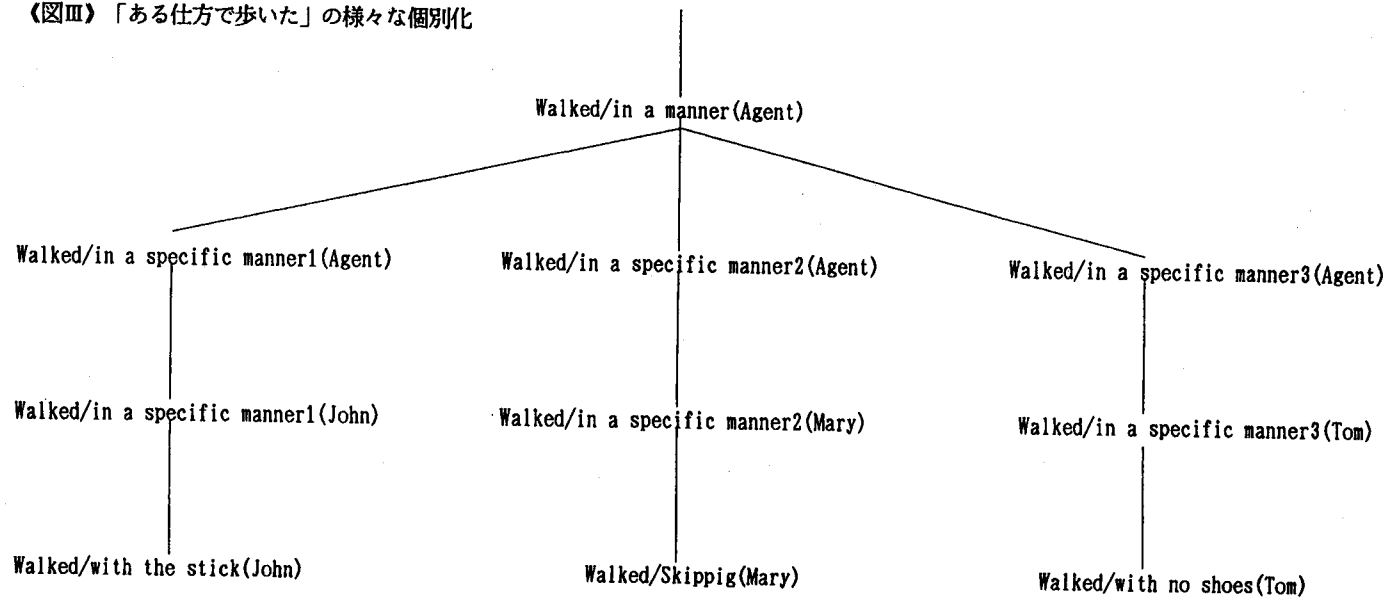 《図Ⅲ》「ある仕方で歩いた」の様々な個別化
Walked/in a manner(Agent)
Walked/in a specific manner1(Agent)
Walked/in a specific manner2(Agent)
Walked/in a specific manner3(Agent)
Walked/in a specific manner1(John)
Walked/in a specific manner2(Mary)
Walked/in a specific manner3(Tom)
Walked/with the stick(John)
Walked/Skippig(Mary)
Walked/with no shoes(Tom)